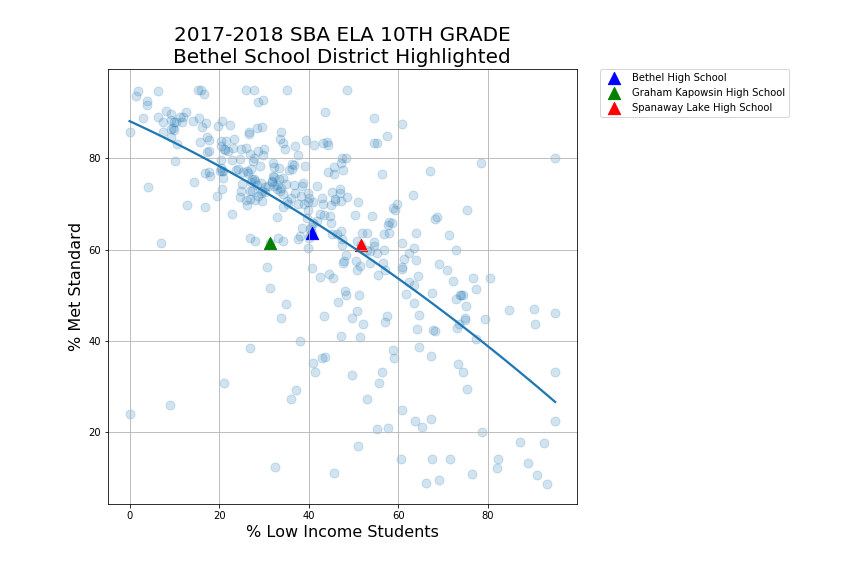 2017-2018 SBA ELA 10TH GRADE
Bethel School District Highlighted
Bethel High School
Graham Kapowsin High School
Spanaway Lake High School
% Met Standard
80
60
40
20
0
20
40
60
80
% Low Income Students